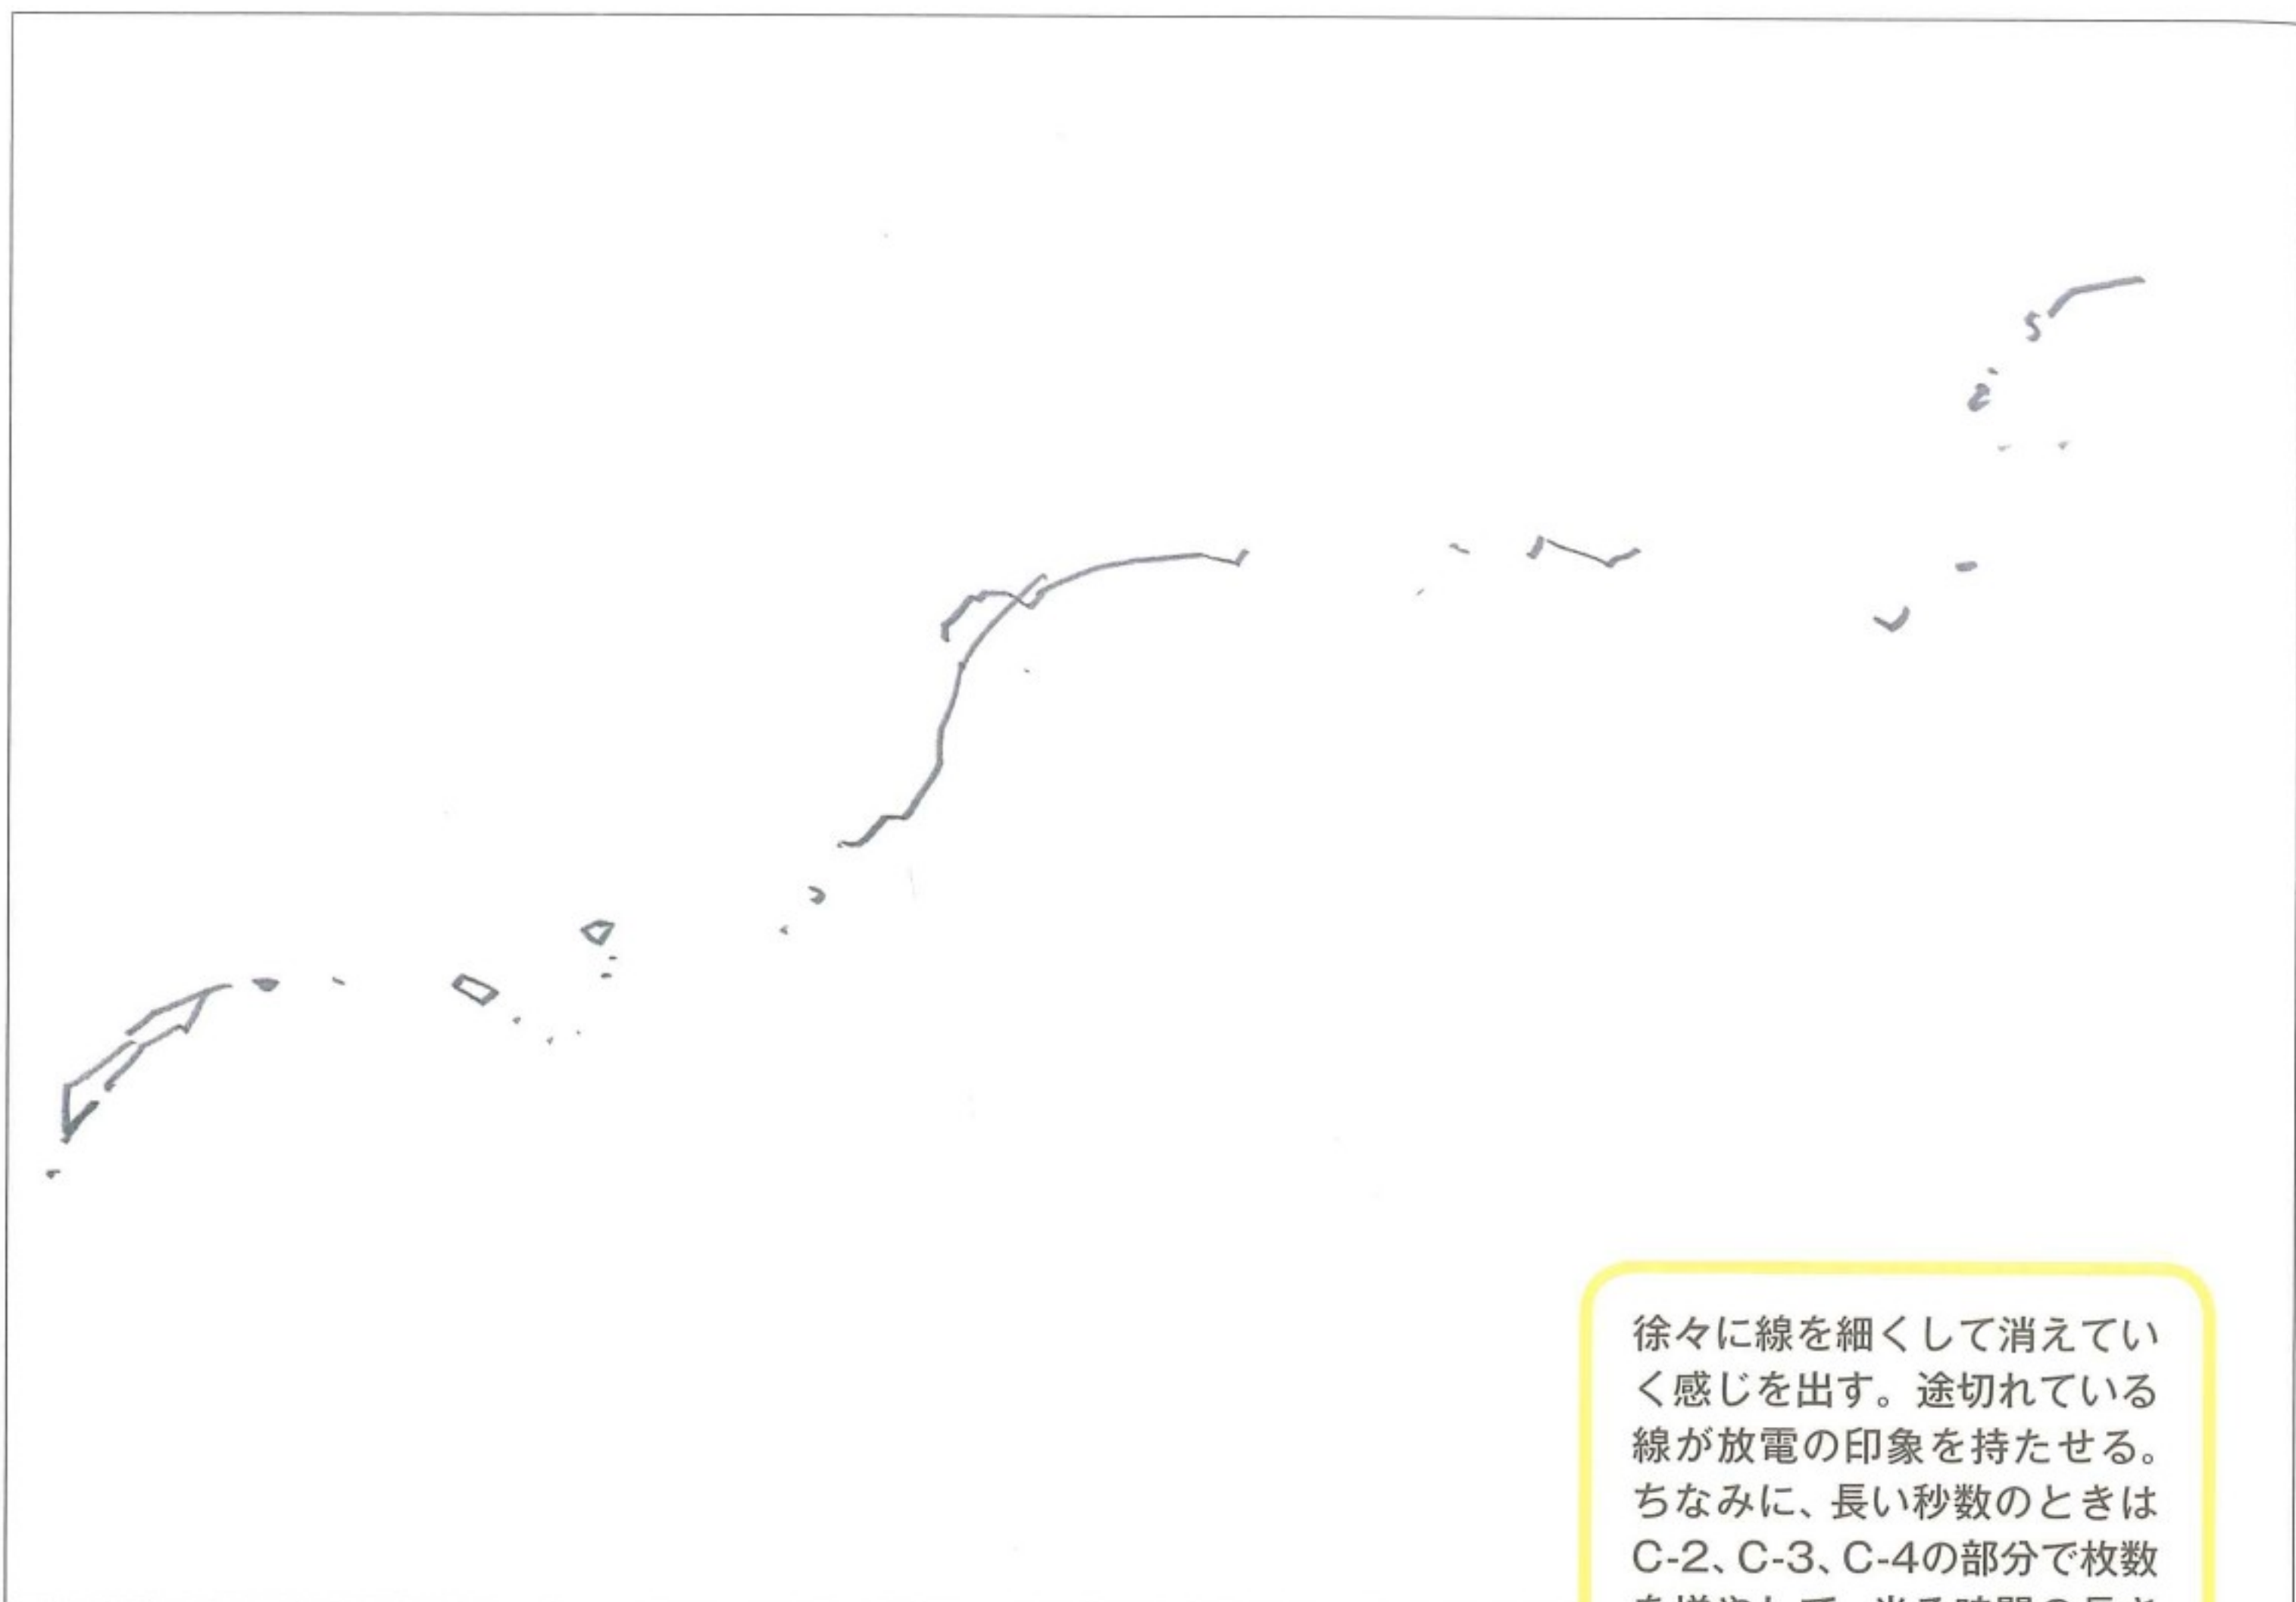 徐々に線を細くして消えてい
く感じを出す。途切れている
線が放電の印象を持たせる。
ちなみに、長い秒数のときは
C-2、C-3、C-4の部分で枚数